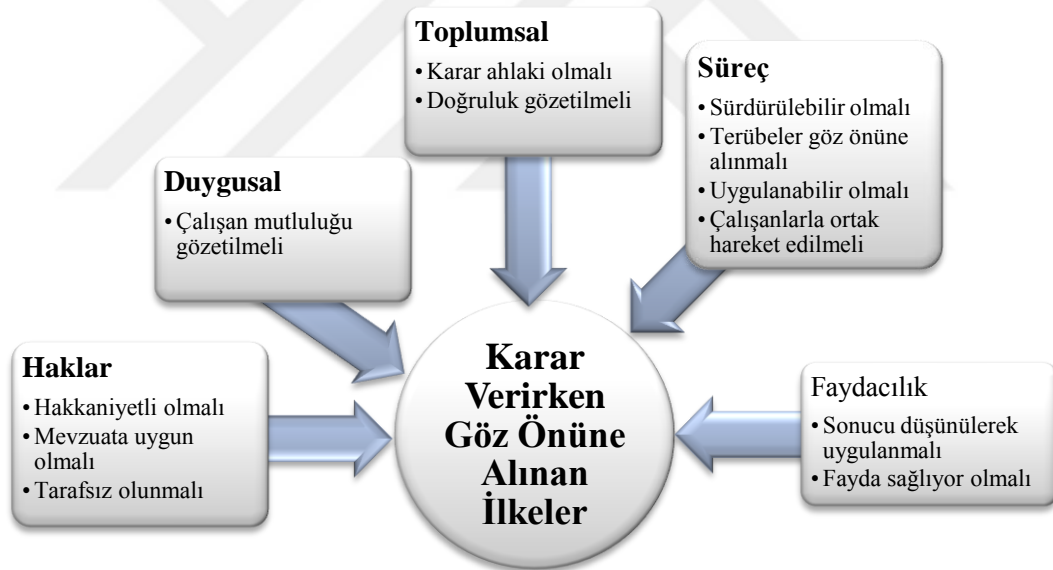 Toplumsal
• Karar ahlaki olmalı
• Doğruluk gözetilmeli
Süreç
• Sürdürülebilir olmalı
• Terübeler göz önüne
alınmalı
• Uygulanabilir olmalı
• Çalışanlarla ortak
hareket edilmeli
Duygusal
• Çalışan mutluluğu
gözetilmeli
Haklar
• Hakkaniyetli olmalı
• Mevzuata uygun
olmalı
• Tarafsız olunmalı
Karar
Verirken
Göz Önüne
Alınan
İlkeler
Faydacılık
• Sonucu düşünülerek
uygulanmalı
• Fayda sağlıyor olmalı